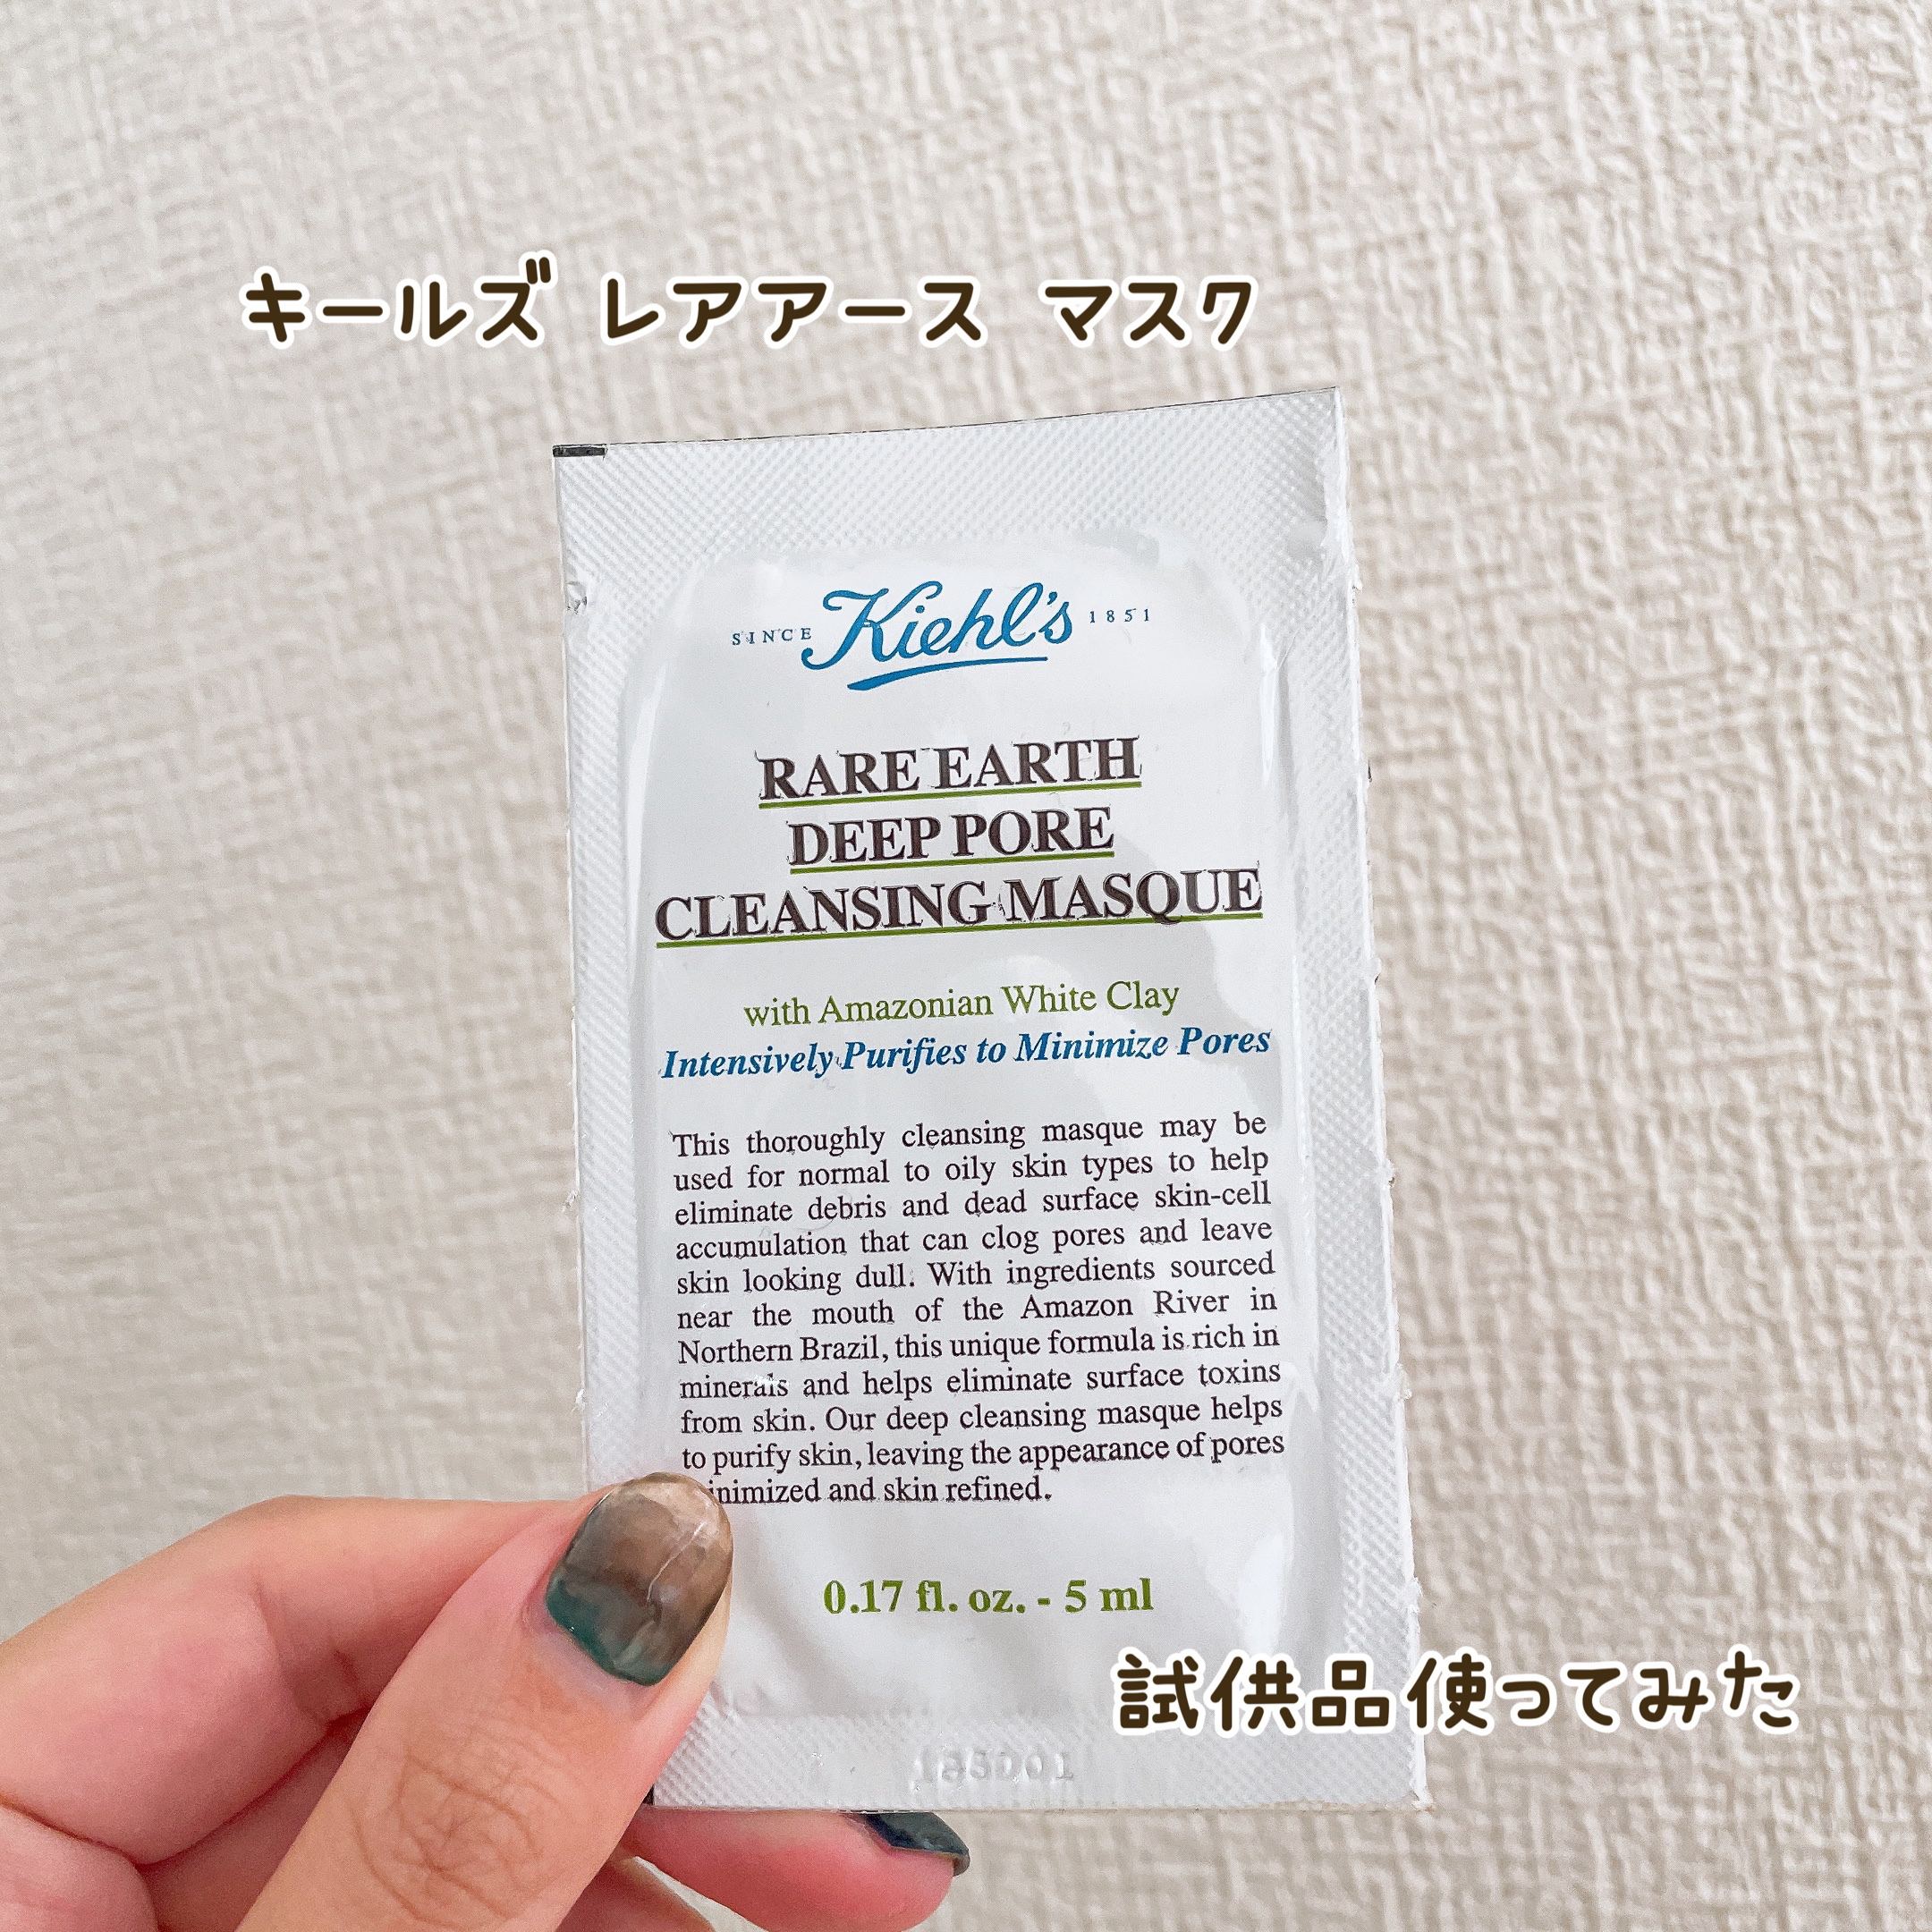 キールズ レアアース マスク
SINCE Kiehl's 1851
RARE EARTH
DEEP PORE
CLEANSING MASQUE
with Amazonian White Clay
Intensively Purifies to Minimize Pores
This thoroughly cleansing masque may be
used for normal to oily skin types to help
eliminate debris and dead surface skin-cell
accumulation that can clog pores and leave
skin looking dull. With ingredients sourced
near the mouth of the Amazon River in
Northern Brazil, this unique formula is rich in
minerals and helps eliminate surface toxins
from skin. Our deep cleansing masque helps
to purify skin, leaving the appearance of pores
inimized and skin refined.
0.17 fl. oz. - 5 ml
試供品使ってみた